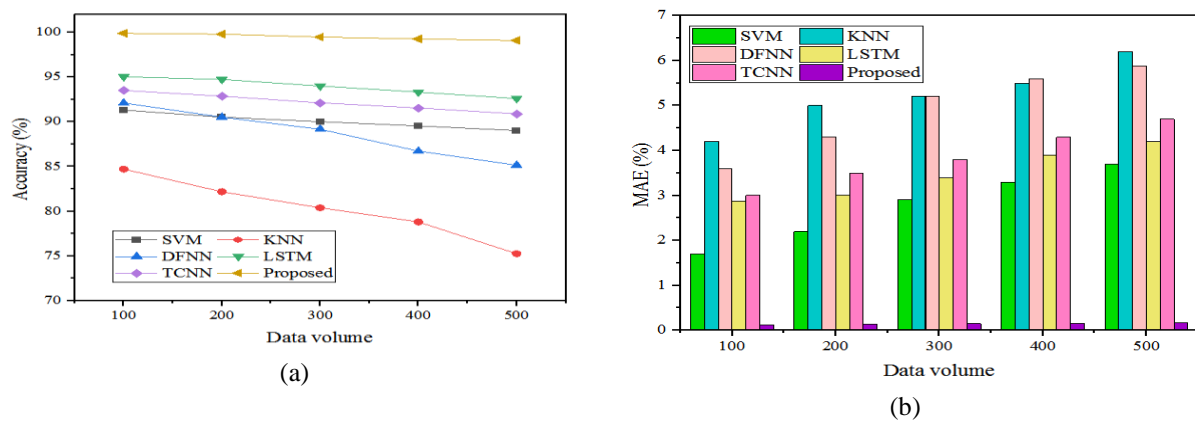 100
95
90
85
80
75
70
Accuracy (%)
SVM KNN
DFNN LSTM
TCNN Proposed
100 200 300 400 500
Data volume
(a)
7
6
5
4
3
2
1
0
MAE (%)
SVM KNN
DFNN LSTM
TCNN Proposed
100 200 300 400 500
Data volume
(b)